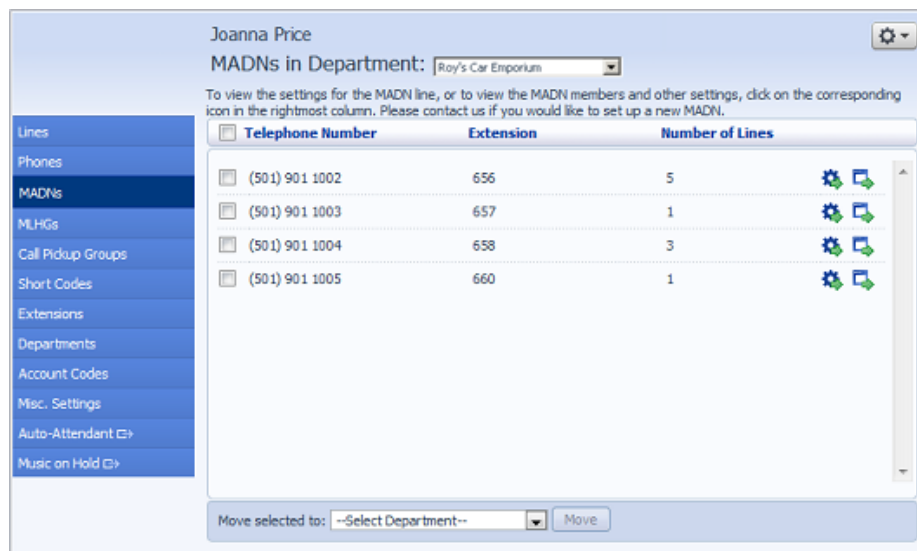 Joanna Price
MADNs in Department: Roy's Car Emporium
To view the settings for the MADN line, or to view the MADN members and other settings, click on the corresponding
icon in the rightmost column. Please contact us if you would like to set up a new MADN.
Lines
Phones
MADNs
MLHGs
Call Pickup Groups
Short Codes
Extensions
Departments
Account Codes
Misc. Settings
Auto-Attendant
Music on Hold
Telephone Number Extension Number of Lines
(501) 901 1002 656 5
(501) 901 1003 657 1
(501) 901 1004 658 3
(501) 901 1005 660 1
Move selected to: --Select Department-- Move